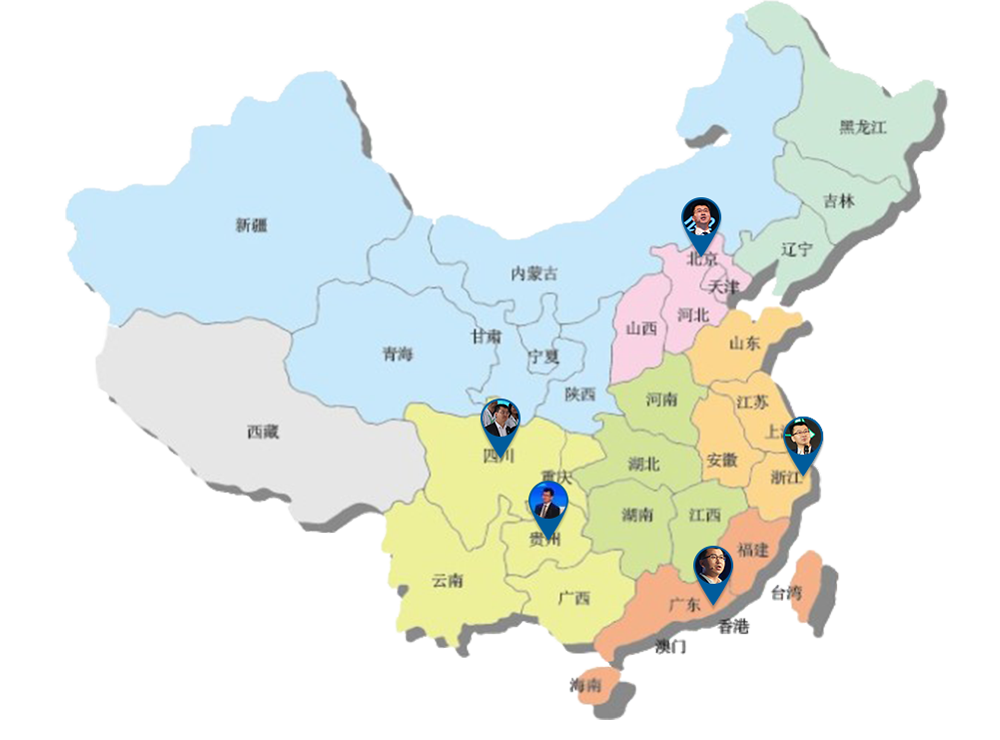 黑龙江
吉林
新疆
辽宁
北京
内蒙古
天津
河北
山西
甘肃
山东
青海
宁夏
陕西
河南
江苏
西藏
上
四川
湖北
安徽
重庆
浙江
湖南
江西
贵州
福建
云南
台湾
广西
广东
香港
澳门
海南